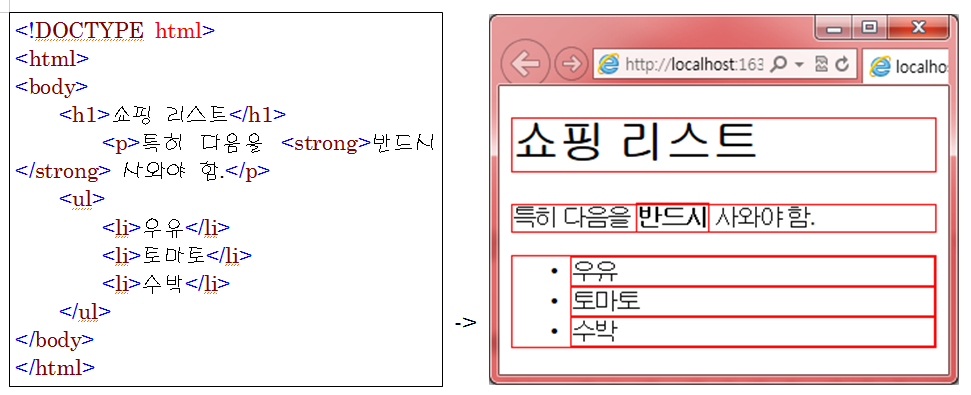 <!DOCTYPE html>
<html>
<body>
<h1>쇼핑 리스트</h1>
<p>특히 다음을 <strong>반드시
</strong> 사와야 함.</p>
<ul>
<li>우유</li>
<li>토마토</li>
<li>수박</li>
</ul>
</body>
</html>
->
http://localhost:163
localho
쇼핑 리스트
특히 다음을 반드시 사와야 함.
• 우유
• 토마토
• 수박